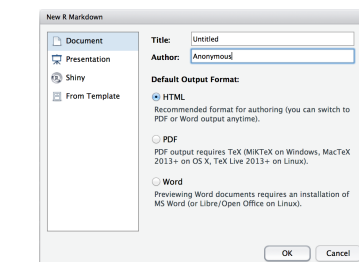 New R Markdown
Document
Presentation
Shiny
From Template
Title: Untitled
Author: Anonymous
Default Output Format:
HTML
Recommended format for authoring (you can switch to
PDF or Word output anytime).
PDF
PDF output requires TeX (MiKTeX on Windows, MacTeX
2013+ on OS X, TeX Live 2013+ on Linux).
Word
Previewing Word documents requires an installation of
MS Word (or Libre/Open Office on Linux).
OK Cancel